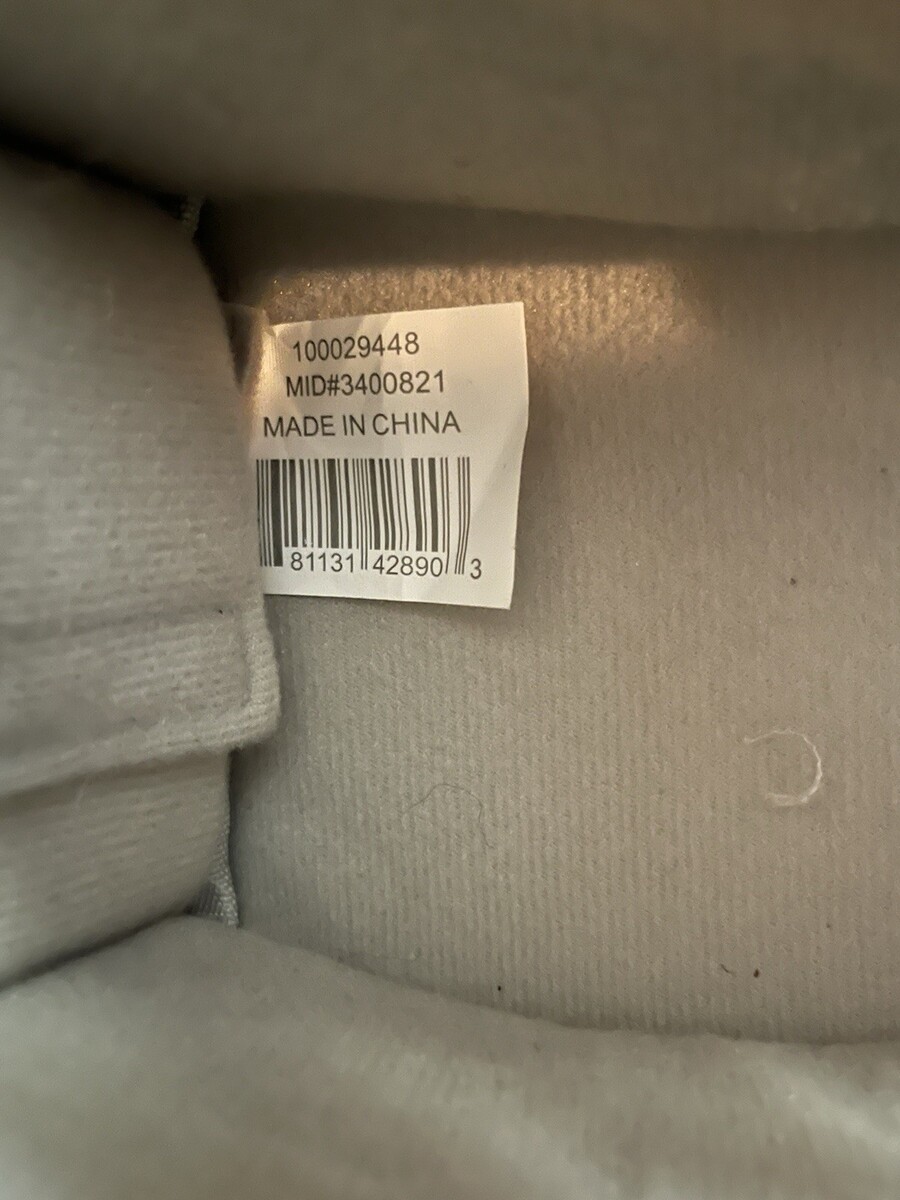 100029448
MID#3400821
MADE IN CHINA
81131 42890 3